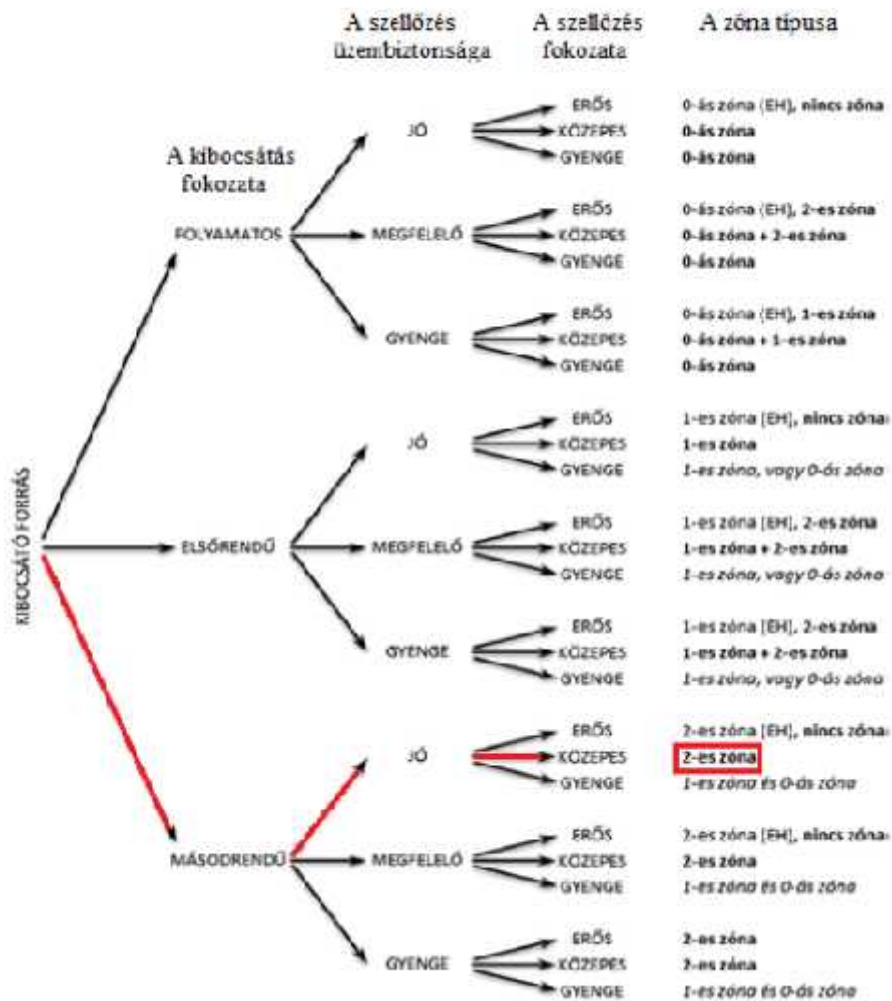 A szellőzés üzembiztonsága
A szellőzés fokozata
A zóna típusa
A kibocsátás fokozata
KIBOCSÁTÓ FORRÁS
FOLYAMATOS
JÓ
ERŐS 0-ás zóna (EH), nincs zóna
KÖZEPES 0-ás zóna
GYENGE 0-ás zóna
MEGFELELŐ
ERŐS 0-ás zóna (EH), 2-es zóna
KÖZEPES 0-ás zóna + 2-es zóna
GYENGE 0-ás zóna
GYENGE
ERŐS 0-ás zóna (EH), 1-es zóna
KÖZEPES 0-ás zóna + 1-es zóna
GYENGE 0-ás zóna
ELSŐRENDŰ
JÓ
ERŐS 1-es zóna (EH), nincs zóna
KÖZEPES 1-es zóna
GYENGE 1-es zóna, vagy 0-ás zóna
MEGFELELŐ
ERŐS 1-es zóna (EH), 2-es zóna
KÖZEPES 1-es zóna + 2-es zóna
GYENGE 1-es zóna, vagy 0-ás zóna
GYENGE
ERŐS 1-es zóna (EH), 2-es zóna
KÖZEPES 1-es zóna + 2-es zóna
GYENGE 1-es zóna, vagy 0-ás zóna
MÁSODRENDŰ
JÓ
ERŐS 2-es zóna (EH), nincs zóna
KÖZEPES 2-es zóna
GYENGE 1-es zóna és 0-ás zóna
MEGFELELŐ
ERŐS 2-es zóna (EH), nincs zóna
KÖZEPES 2-es zóna
GYENGE 1-es zóna és 0-ás zóna
GYENGE
ERŐS 2-es zóna
KÖZEPES 2-es zóna
GYENGE 1-es zóna és 0-ás zóna